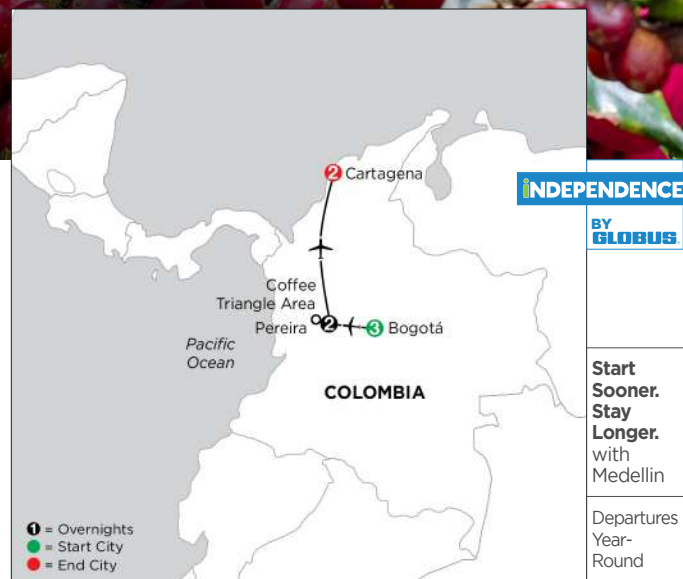 2 Cartagena
iNDEPENDENCE
BY
GLOBUS.
Coffee
Triangle Area
Pereira 2
3 Bogotá
Pacific
Ocean
COLOMBIA
Start
Sooner.
Stay
Longer.
with
Medellin
Departures
Year-
Round
1 = Overnights
= Start City
= End City